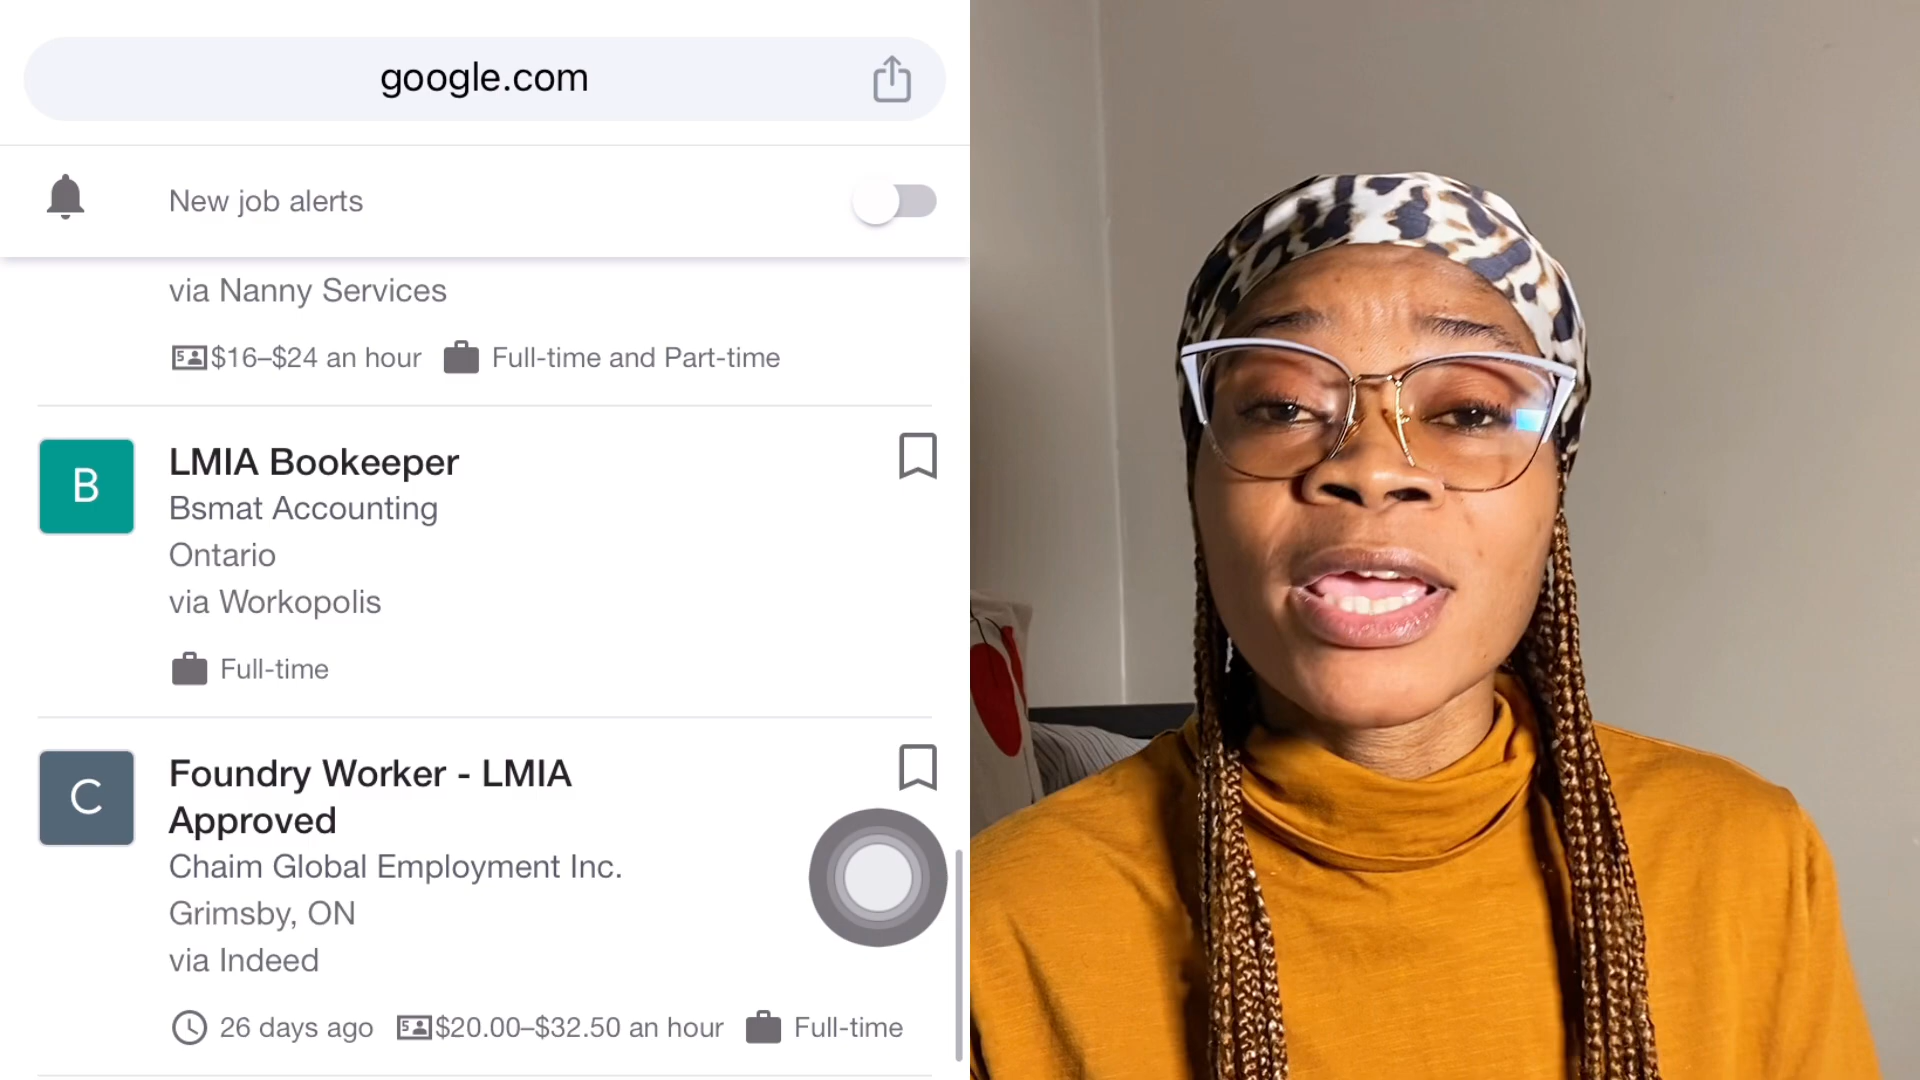 google.com
New job alerts
via Nanny Services
$16–$24 an hour Full-time and Part-time
B
LMIA Bookeeper
Bsmat Accounting
Ontario
via Workopolis
Full-time
C
Foundry Worker - LMIA
Approved
Chaim Global Employment Inc.
Grimsby, ON
via Indeed
26 days ago $20.00–$32.50 an hour Full-time